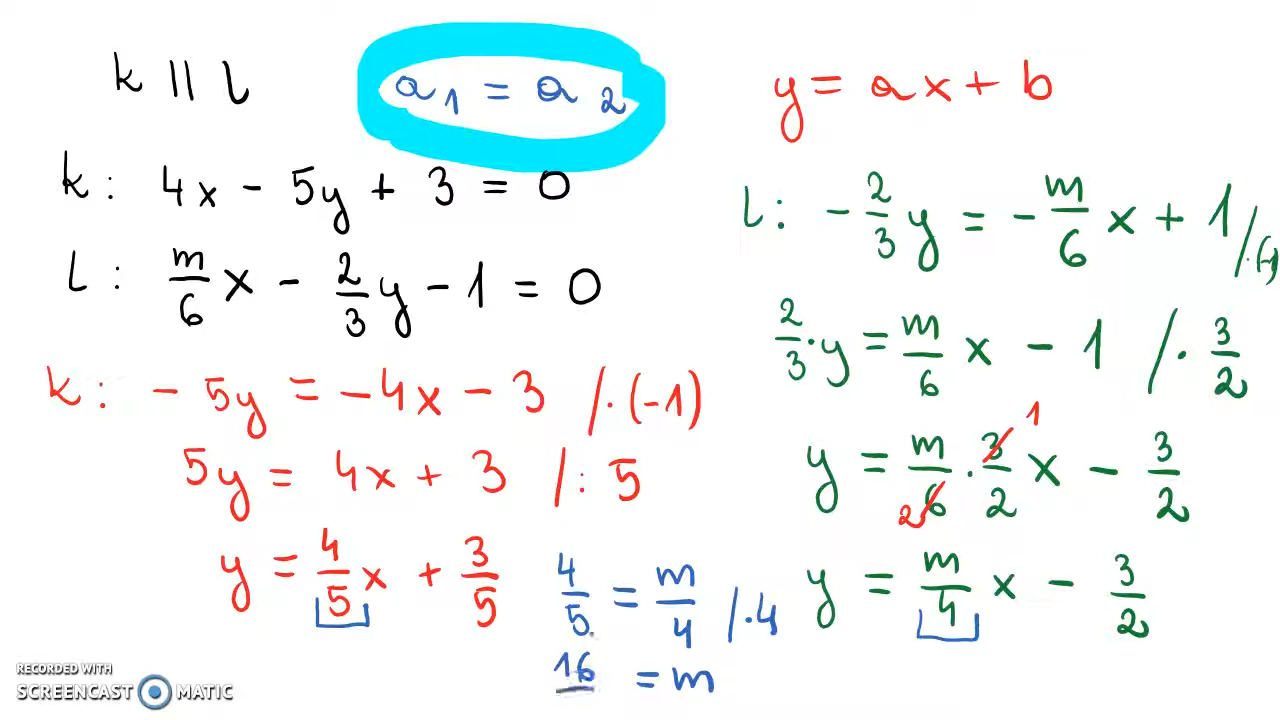 k || l
a₁ = a₂
k: 4x - 5y + 3 = 0
l: m/6 x - 2/3 y - 1 = 0
k: - 5y = -4x - 3 /·(-1)
5y = 4x + 3 /: 5
y = 4/5 x + 3/5
4/5 = m/4 /·4
16 = m
y = ax + b
l: - 2/3 y = - m/6 x + 1 /·(-)
2/3 · y = m/6 x - 1 /· 3/2
1
y = m/6 · 3/2 x - 3/2
2
y = m/4 x - 3/2
RECORDED WITH
SCREENCAST MATIC